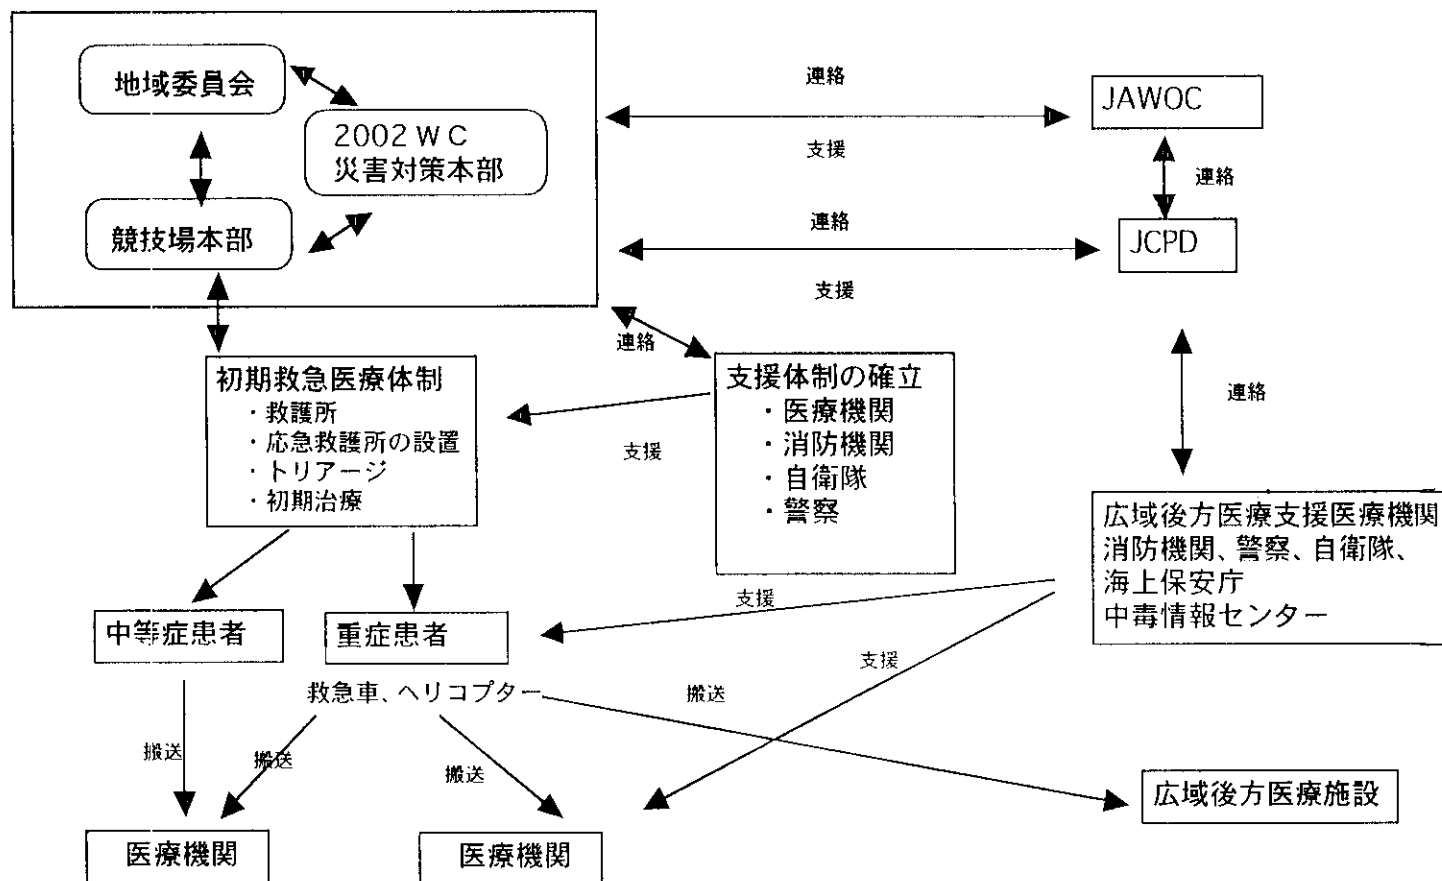 地域委員会
2002ＷＣ
災害対策本部
競技場本部
連絡
支援
JAWOC
連絡
連絡
支援
JCPD
連絡
初期救急医療体制
・救護所
・応急救護所の設置
・トリアージ
・初期治療
支援
支援体制の確立
・医療機関
・消防機関
・自衛隊
・警察
連絡
広域後方医療支援医療機関
消防機関、警察、自衛隊、
海上保安庁
中毒情報センター
支援
支援
中等症患者
重症患者
救急車、ヘリコプター
搬送
搬送
搬送
搬送
広域後方医療施設
医療機関
医療機関